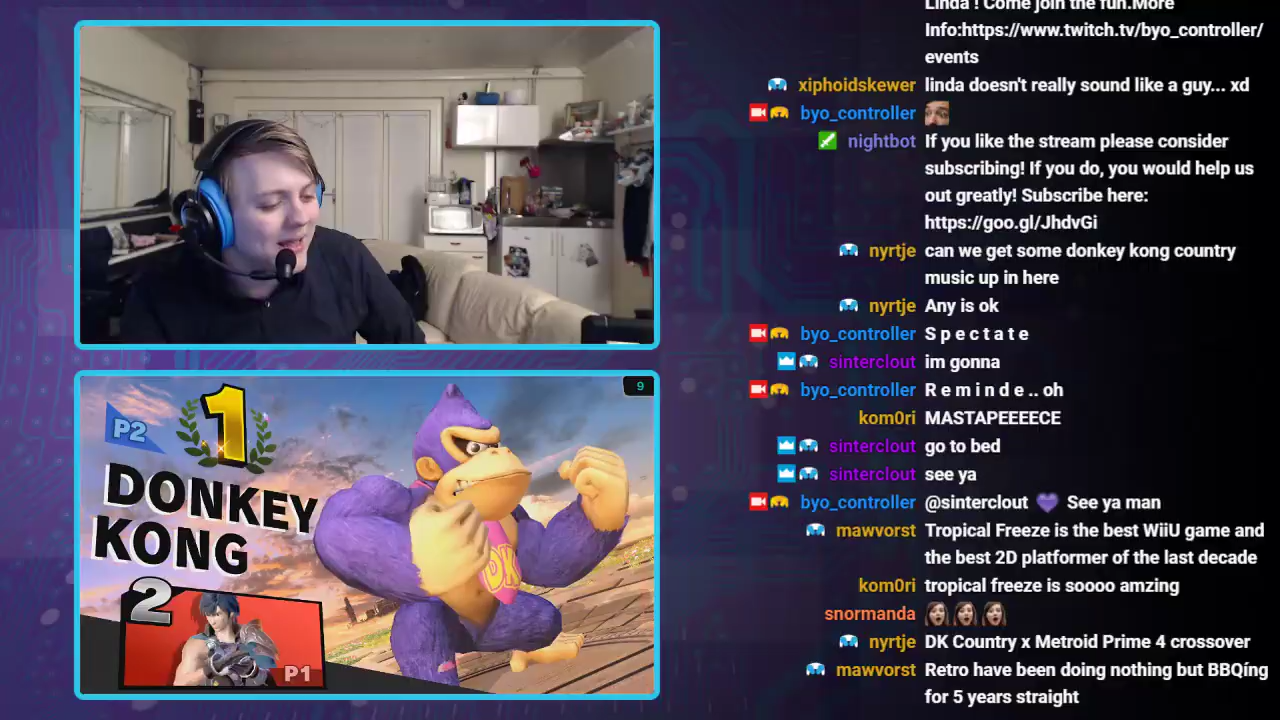 Linda ! Come join the fun.More
Info:https://www.twitch.tv/byo_controller/
events
xiphoidskewer linda doesn't really sound like a guy... xd
byo_controller
nightbot If you like the stream please consider
subscribing! If you do, you would help us
out greatly! Subscribe here:
https://goo.gl/JhdvGi
nyrtje can we get some donkey kong country
music up in here
nyrtje Any is ok
byo_controller S p e c t a t e
sinterclout im gonna
byo_controller R e m i n d e .. oh
kom0ri MASTAPEEEECE
sinterclout go to bed
sinterclout see ya
byo_controller @sinterclout 💜 See ya man
mawvorst Tropical Freeze is the best WiiU game and
the best 2D platformer of the last decade
kom0ri tropical freeze is soooo amzing
snormanda
nyrtje DK Country x Metroid Prime 4 crossover
mawvorst Retro have been doing nothing but BBQíng
for 5 years straight
9
P2
1
DONKEY
KONG
DK
2
P1